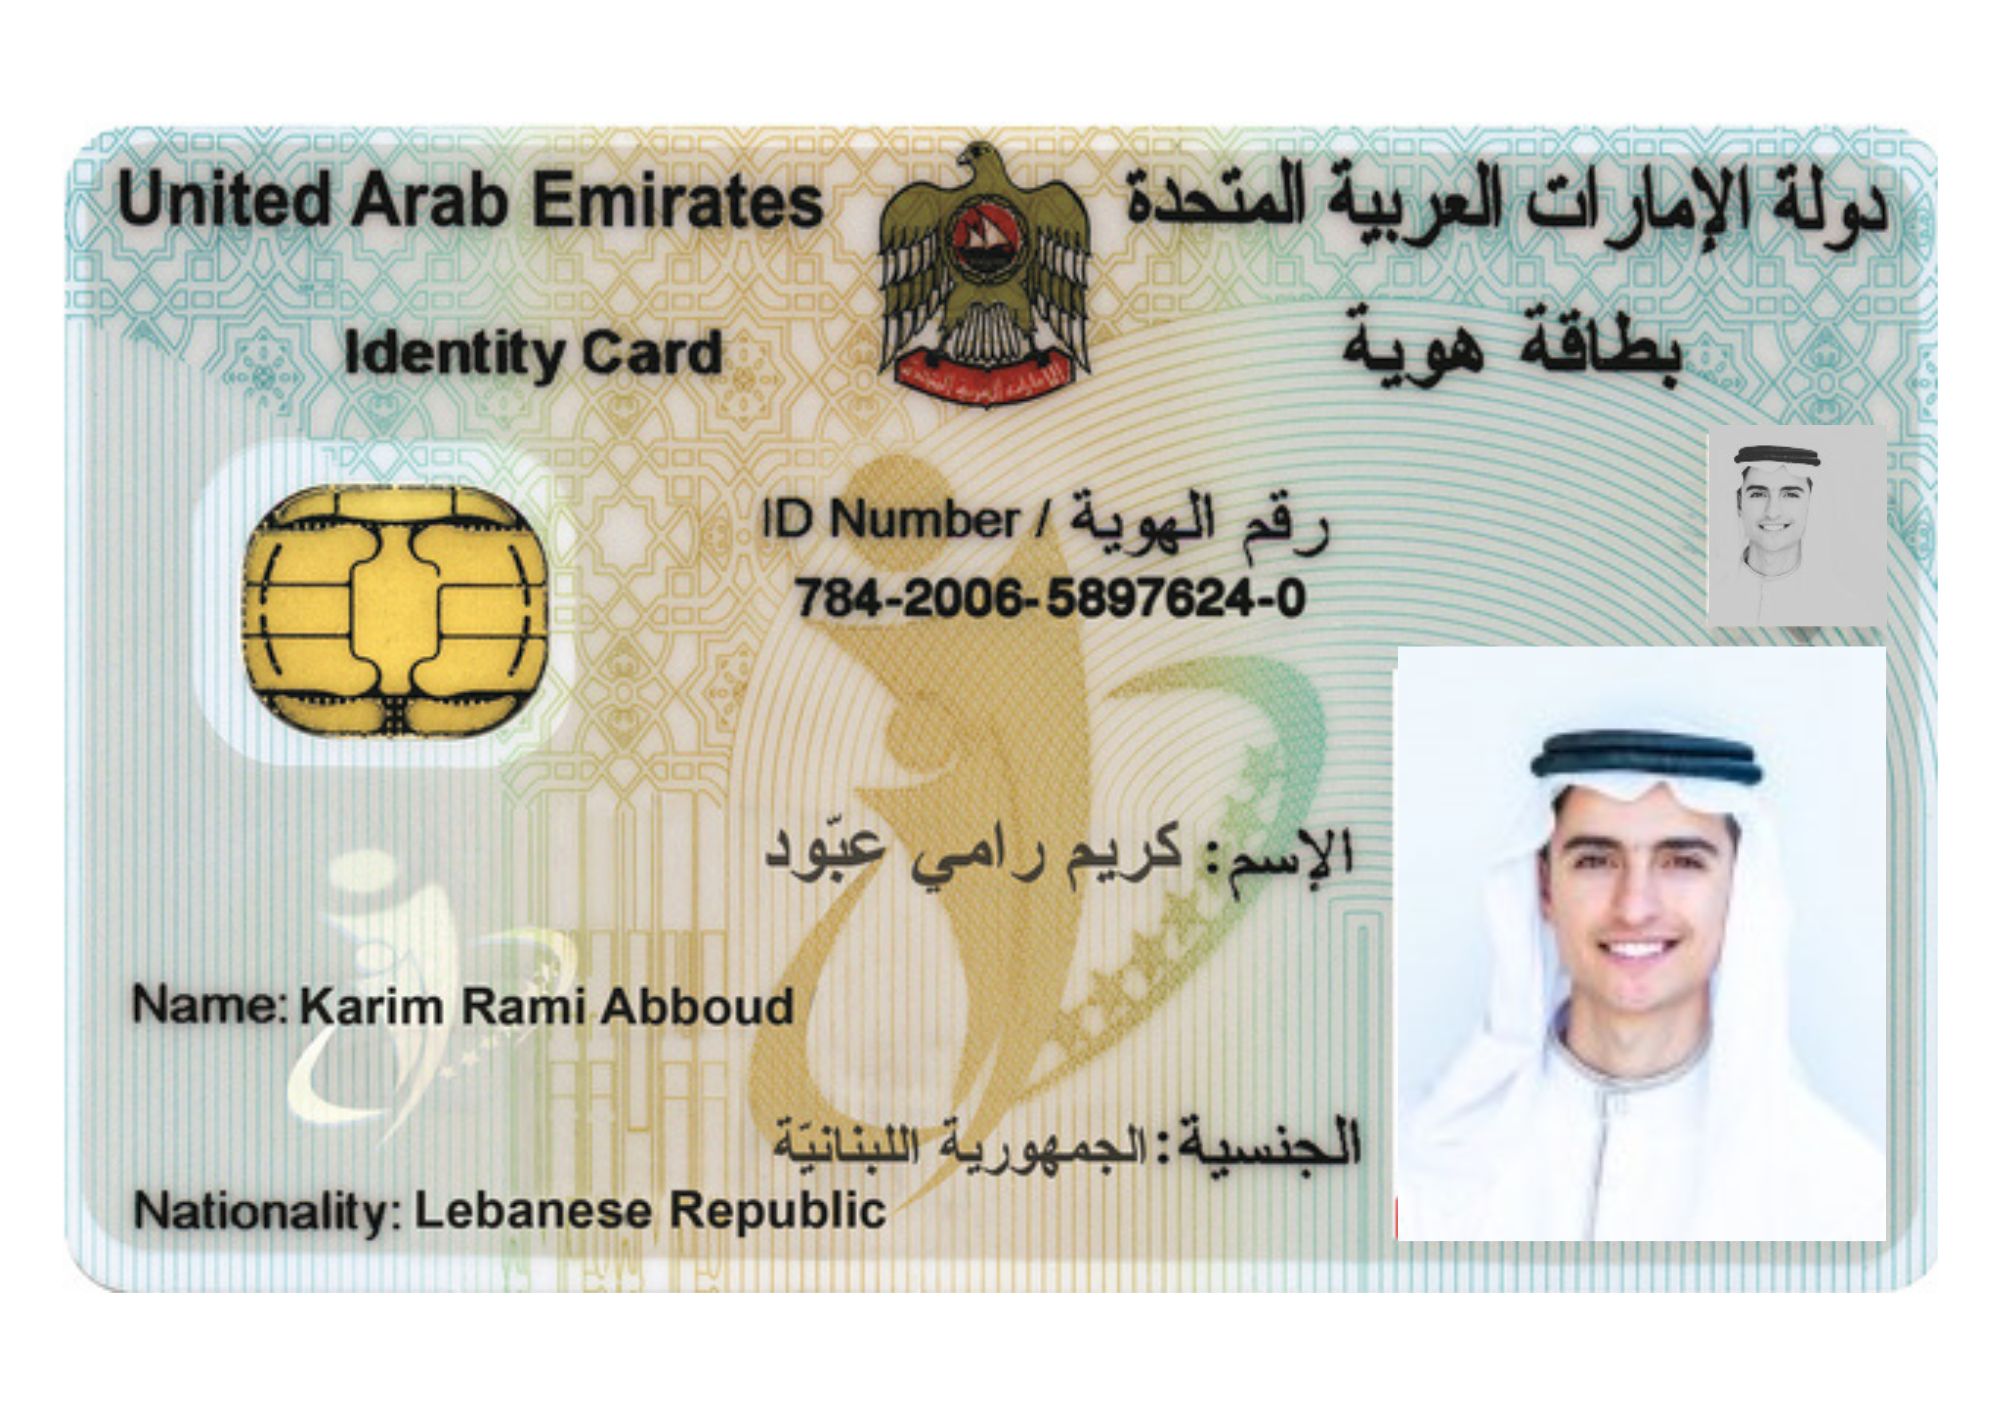 United Arab Emirates
دولة الإمارات العربية المتحدة
Identity Card
بطاقة هوية
ID Number / رقم الهوية
784-2006-5897624-0
الإسم: كريم رامي عبّود
Name: Karim Rami Abboud
الجنسية: الجمهورية اللبنانيّة
Nationality: Lebanese Republic